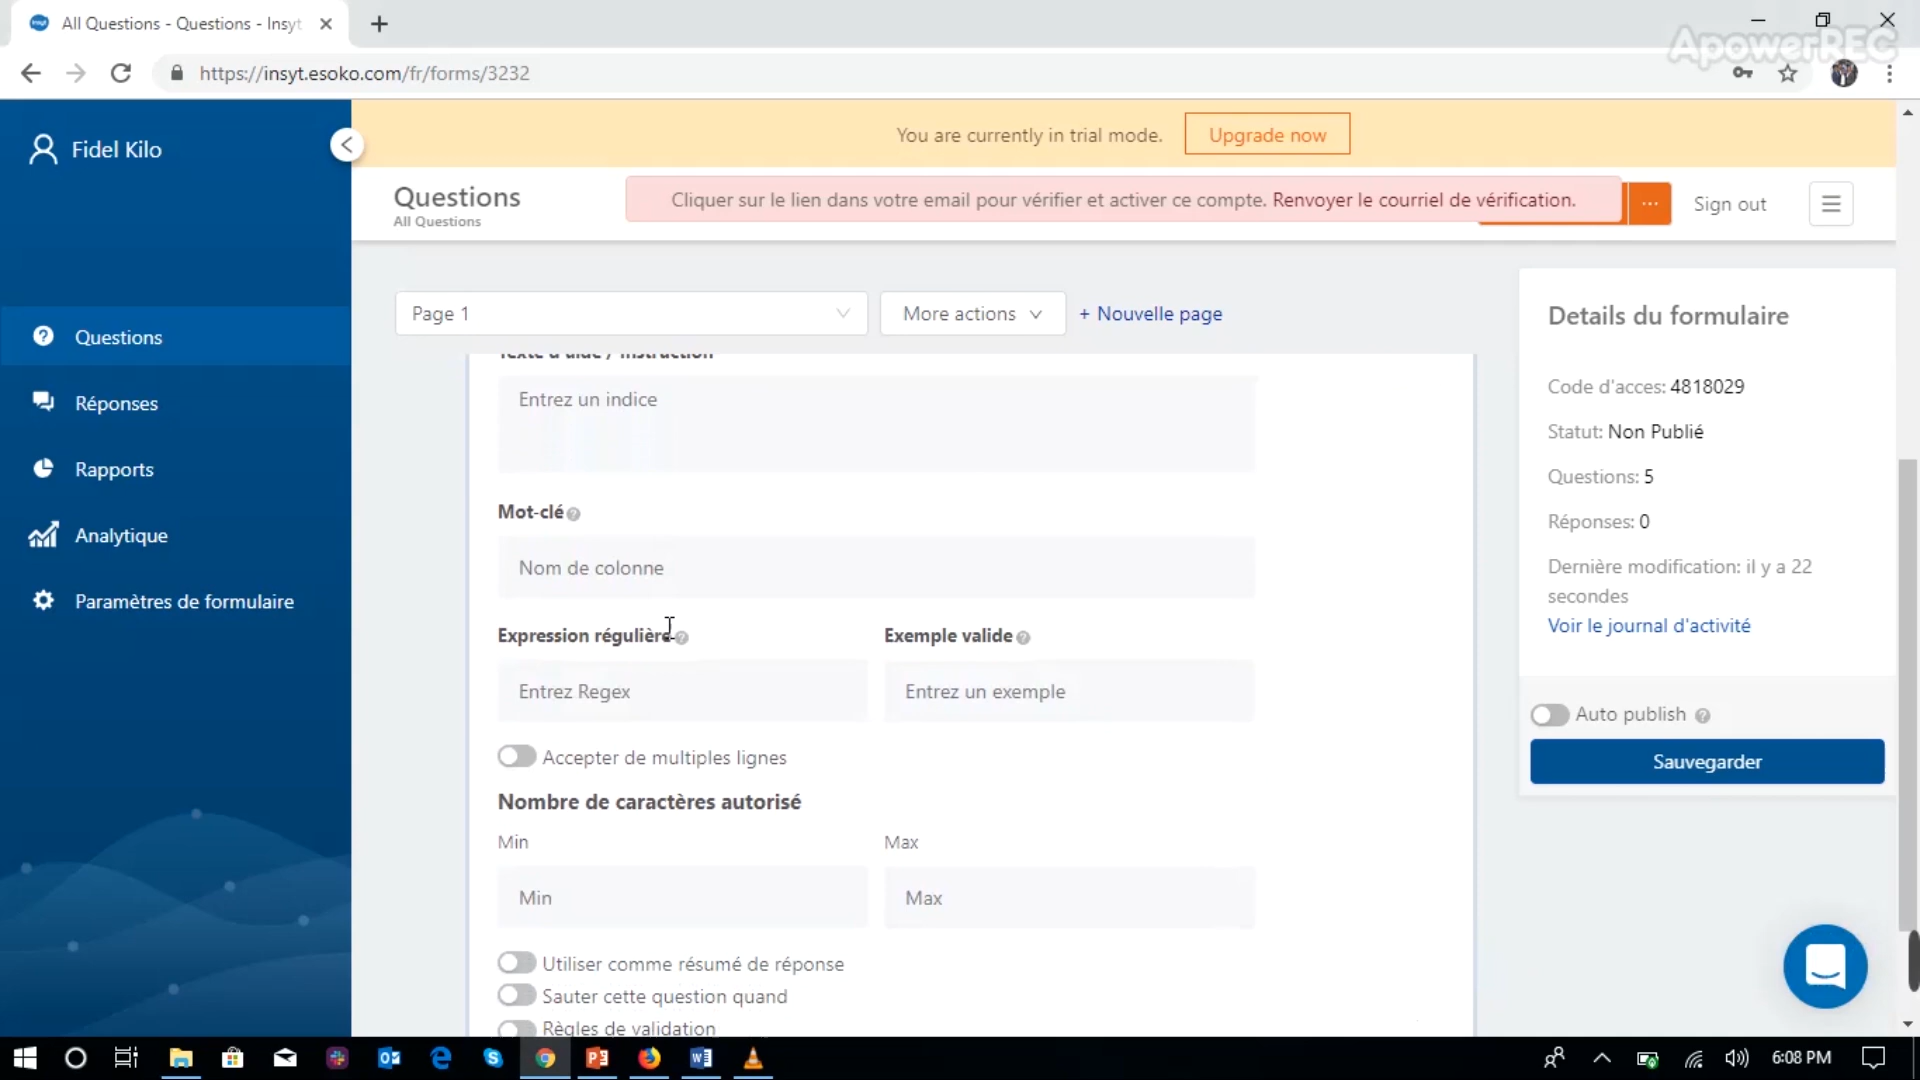 All Questions - Questions - Insyt
ApowerREC
https://insyt.esoko.com/fr/forms/3232
Fidel Kilo
You are currently in trial mode.
Upgrade now
Questions
All Questions
Cliquer sur le lien dans votre email pour vérifier et activer ce compte. Renvoyer le courriel de vérification.
...
Sign out
Page 1
More actions
+ Nouvelle page
Questions
Réponses
Rapports
Analytique
Paramètres de formulaire
Texte d'aide / instruction
Entrez un indice
Mot-clé
Nom de colonne
Expression régulière
Exemple valide
Entrez Regex
Entrez un exemple
Accepter de multiples lignes
Nombre de caractères autorisé
Min
Max
Min
Max
Utiliser comme résumé de réponse
Sauter cette question quand
Règles de validation
Details du formulaire
Code d'acces: 4818029
Statut: Non Publié
Questions: 5
Réponses: 0
Dernière modification: il y a 22
secondes
Voir le journal d'activité
Auto publish
Sauvegarder
6:08 PM